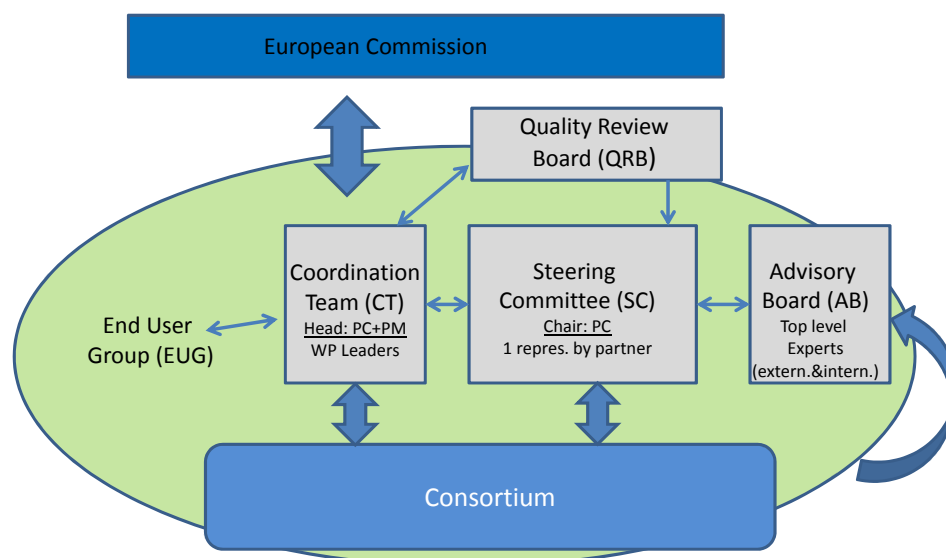 European Commission
Quality Review
Board (QRB)
Coordination
Team (CT)
Head: PC+PM
WP Leaders
Steering
Committee (SC)
Chair: PC
1 repres. by partner
Advisory
Board (AB)
Top level
Experts
(extern.&intern.)
End User
Group (EUG)
Consortium